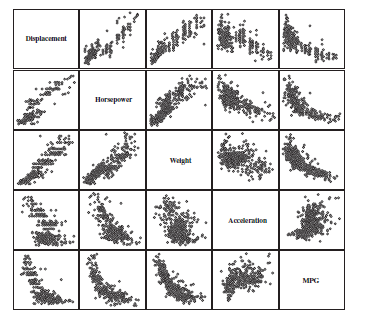 Displacement
Horsepower
Weight
Acceleration
MPG